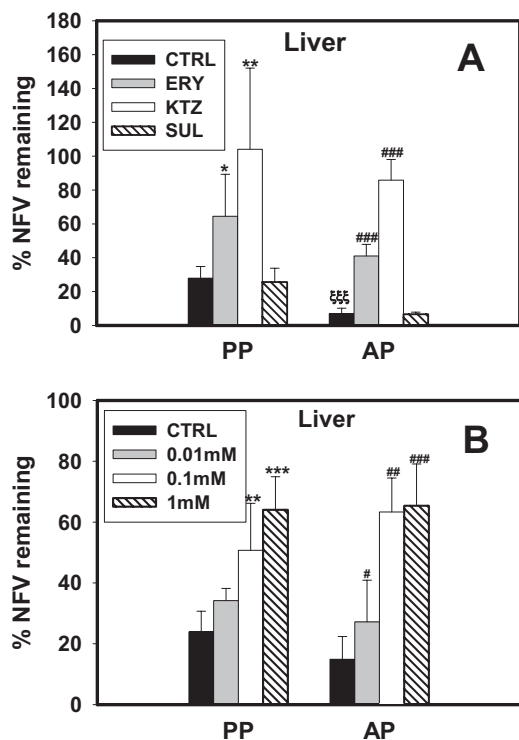 Liver
A
CTRL
ERY
KTZ
SUL
% NFV remaining
180
160
140
120
100
80
60
40
20
0
*
**
ξξξ
###
###
PP
AP
Liver
B
CTRL
0.01mM
0.1mM
1mM
% NFV remaining
100
80
60
40
20
0
**
***
#
##
###
PP
AP